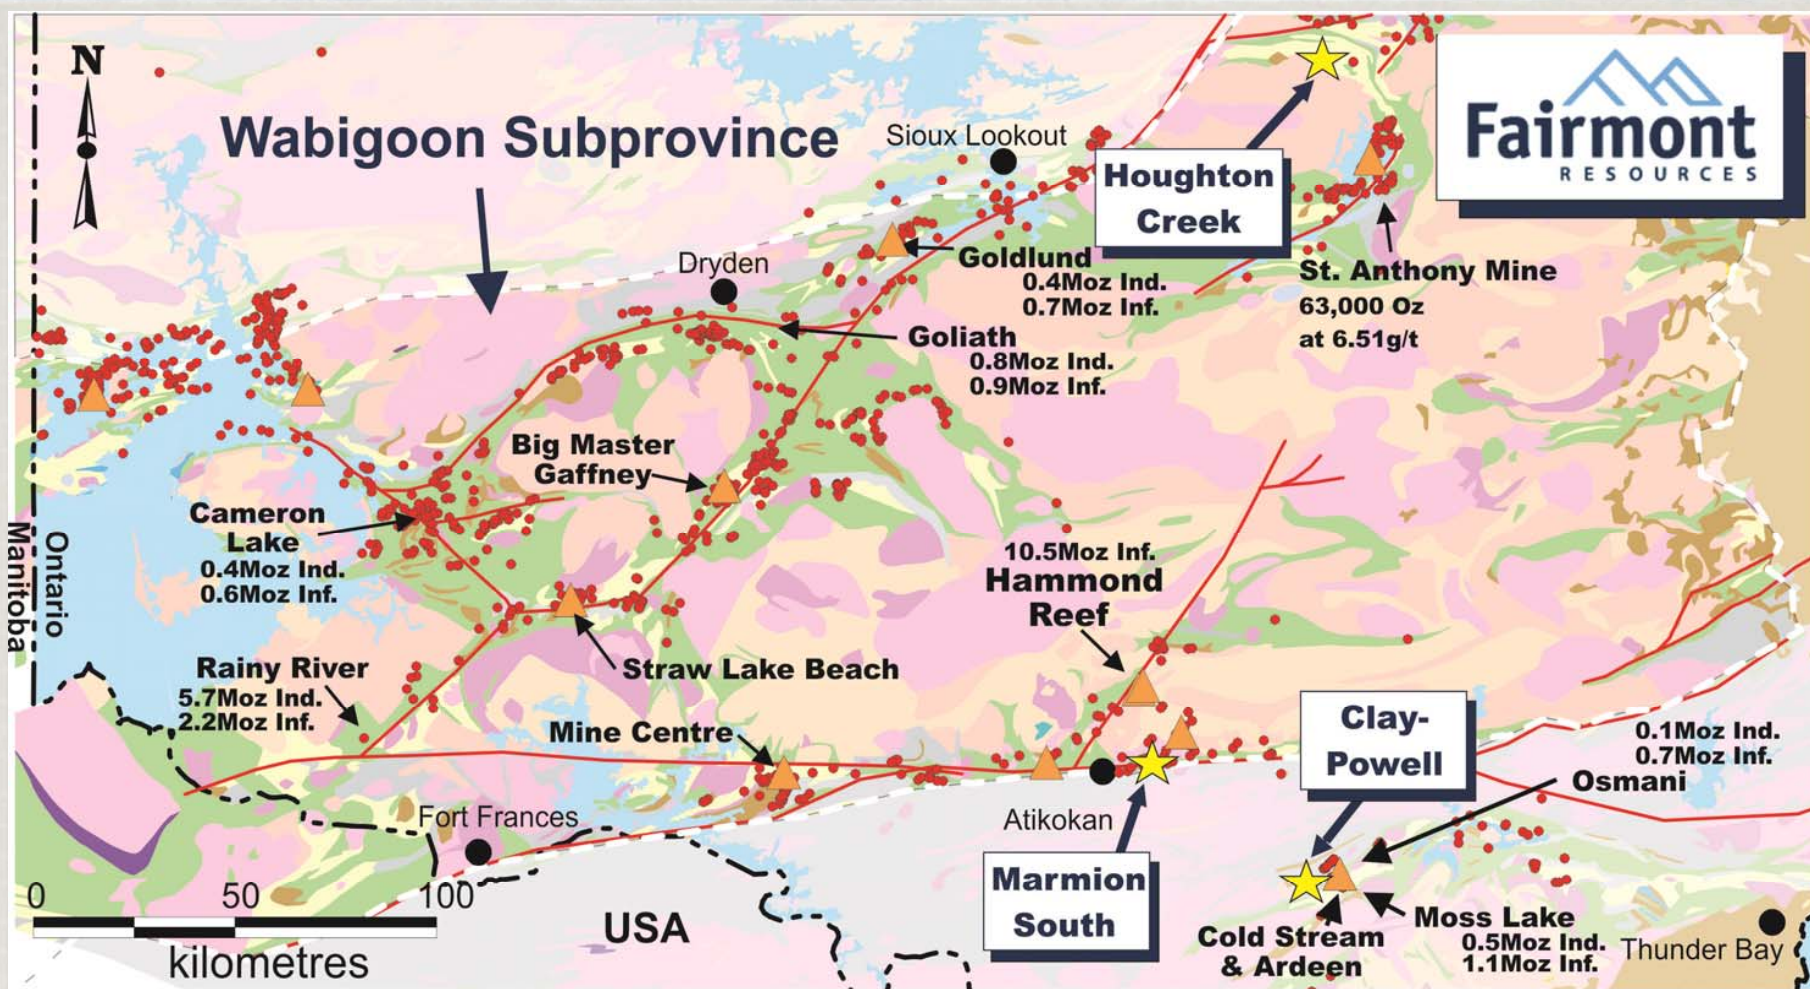 N
Wabigoon Subprovince
Sioux Lookout
Houghton
Creek
Fairmont
RESOURCES
Dryden
Goldlund
0.4Moz Ind.
0.7Moz Inf.
St. Anthony Mine
63,000 Oz
at 6.51g/t
Goliath
0.8Moz Ind.
0.9Moz Inf.
Big Master
Gaffney
Cameron
Lake
0.4Moz Ind.
0.6Moz Inf.
Manitoba
Ontario
10.5Moz Inf.
Hammond
Reef
Rainy River
5.7Moz Ind.
2.2Moz Inf.
Straw Lake Beach
Mine Centre
Clay-
Powell
0.1Moz Ind.
0.7Moz Inf.
Osmani
Fort Frances
Atikokan
Marmion
South
0 50 100
kilometres
USA
Cold Stream
& Ardeen
Moss Lake
0.5Moz Ind.
1.1Moz Inf.
Thunder Bay